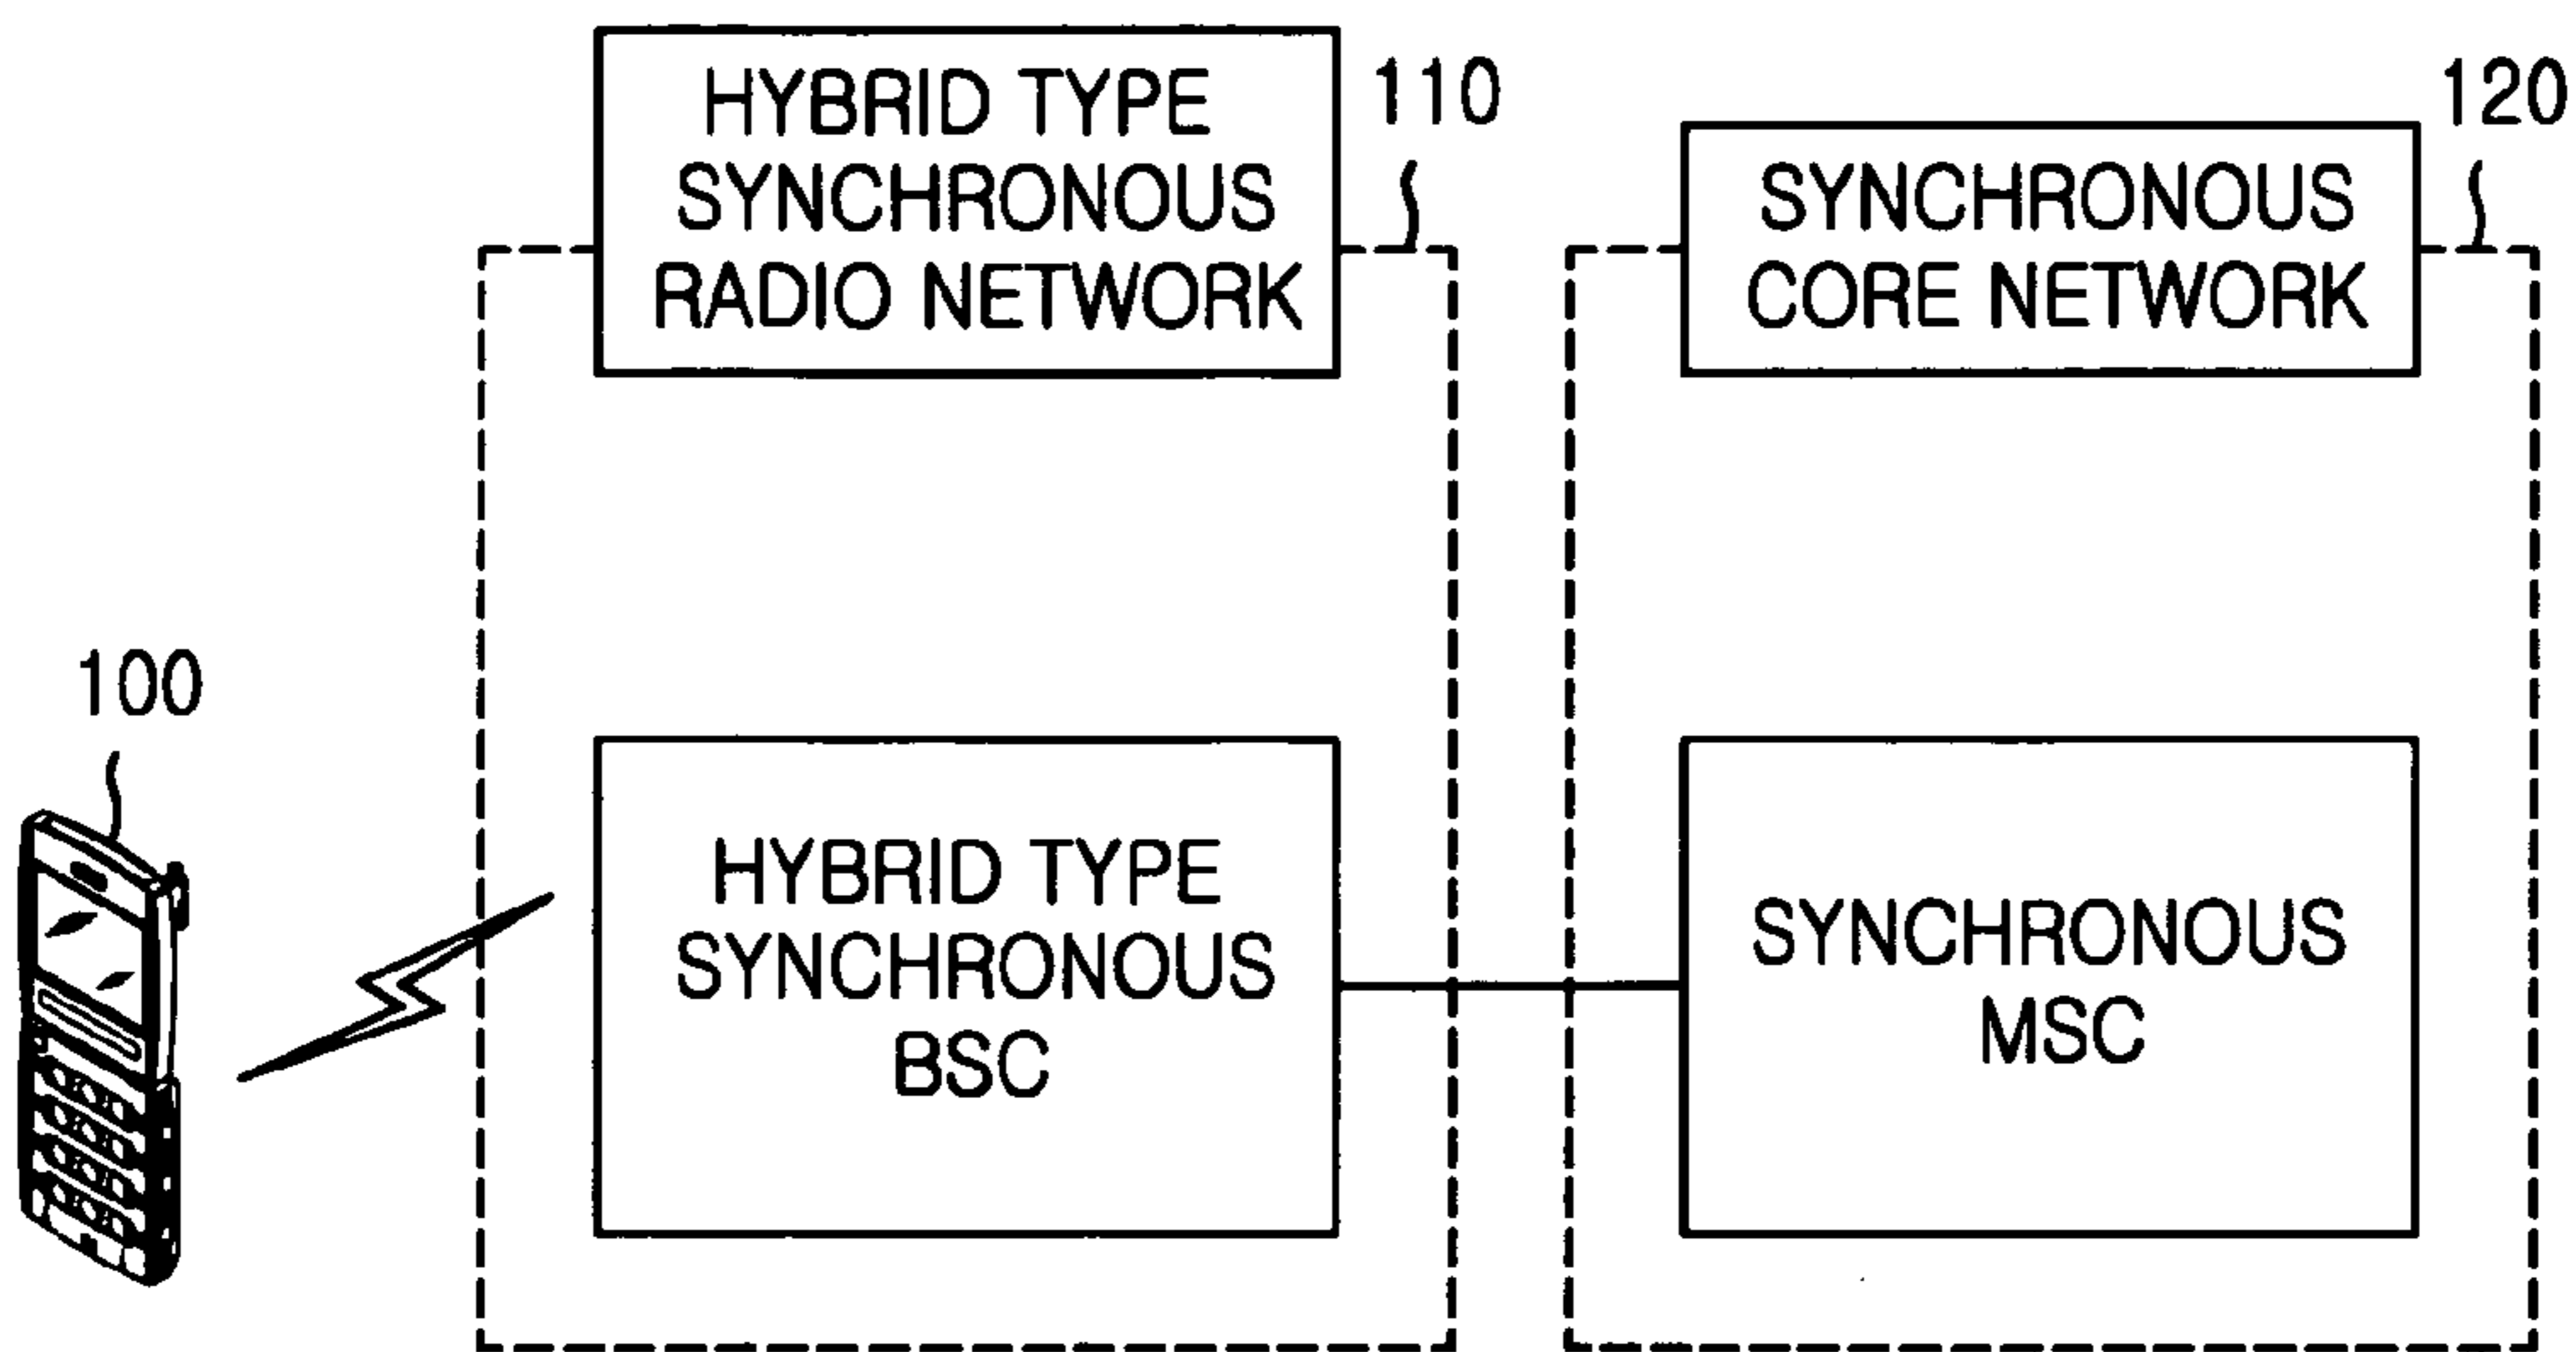 HYBRID TYPE
SYNCHRONOUS
RADIO NETWORK
110
SYNCHRONOUS
CORE NETWORK
120
100
HYBRID TYPE
SYNCHRONOUS
BSC
SYNCHRONOUS
MSC